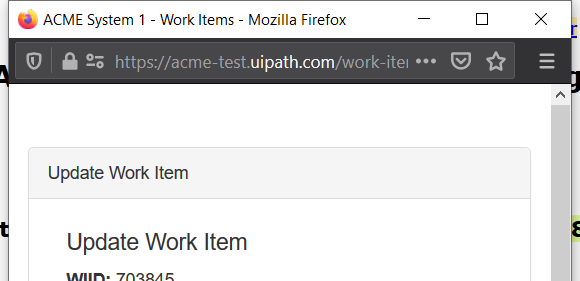 ACME System 1 - Work Items - Mozilla Firefox
https://acme-test.uipath.com/work-iter
Update Work Item
Update Work Item
WIID: 703845